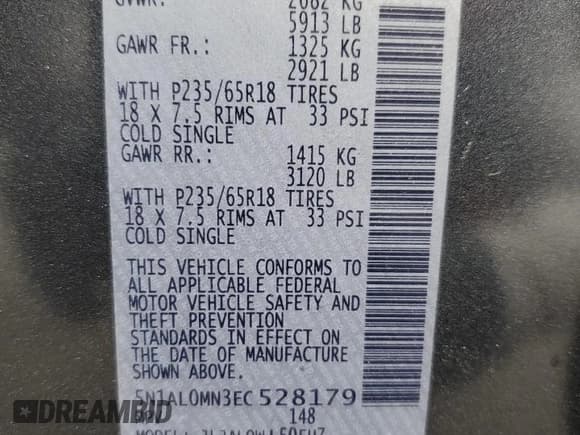 GVWR: 2682 KG
5913 LB
GAWR FR.: 1325 KG
2921 LB
WITH P235/65R18 TIRES
18 X 7.5 RIMS AT 33 PSI
COLD SINGLE
GAWR RR.: 1415 KG
3120 LB
WITH P235/65R18 TIRES
18 X 7.5 RIMS AT 33 PSI
COLD SINGLE
THIS VEHICLE CONFORMS TO
ALL APPLICABLE FEDERAL
MOTOR VEHICLE SAFETY AND
THEFT PREVENTION
STANDARDS IN EFFECT ON
THE DATE OF MANUFACTURE
SHOWN ABOVE.
5N1AL0MN3EC528179
148
DREAMBID